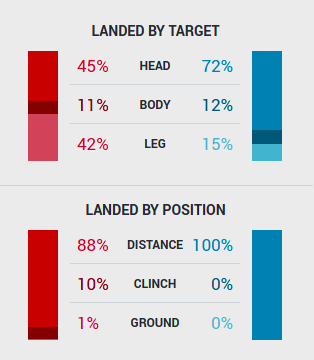 LANDED BY TARGET
45% HEAD 72%
11% BODY 12%
42% LEG 15%
LANDED BY POSITION
88% DISTANCE 100%
10% CLINCH 0%
1% GROUND 0%